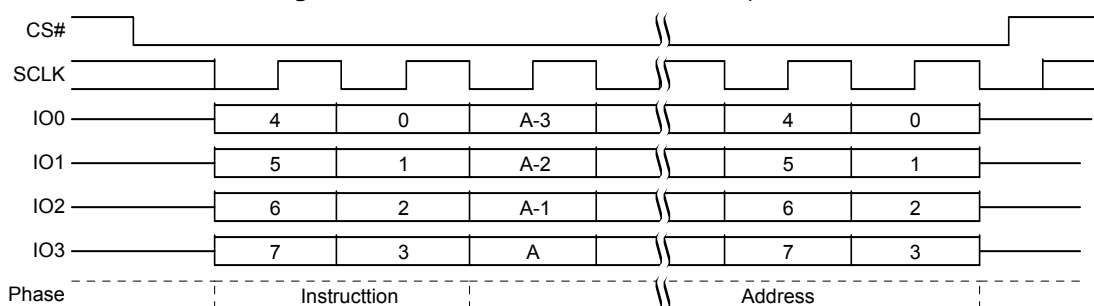 CS#
SCLK
IO0 4 0 A-3 4 0
IO1 5 1 A-2 5 1
IO2 6 2 A-1 6 2
IO3 7 3 A 7 3
Phase Insructtion Address